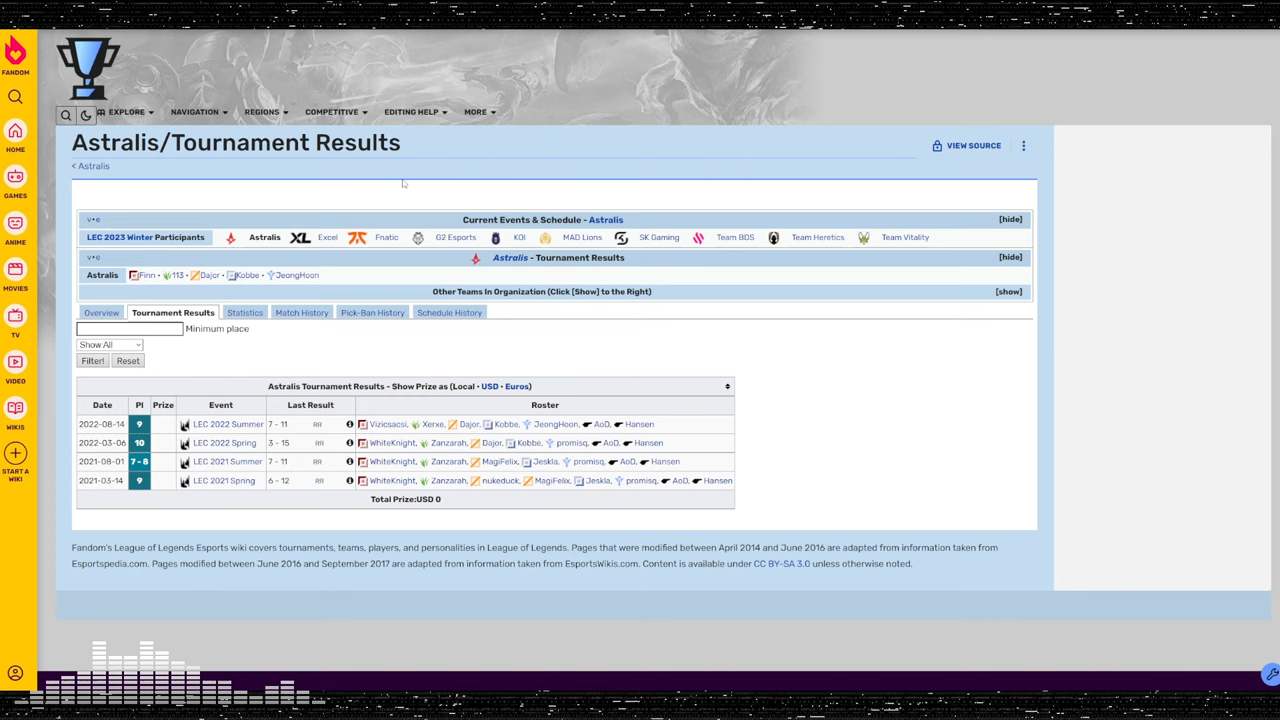 FANDOM
HOME
GAMES
ANIME
MOVIES
TV
VIDEO
WIKIS
START A
WIKI
EXPLORE NAVIGATION REGIONS COMPETITIVE EDITING HELP MORE
Astralis/Tournament Results
VIEW SOURCE
< Astralis
v•e Current Events & Schedule - Astralis [hide]
LEC 2023 Winter Participants Astralis XL Excel Fnatic G2 Esports KOI MAD Lions SK Gaming Team BDS Team Heretics Team Vitality
v•e Astralis - Tournament Results [hide]
Astralis Finn • 113 • Dajor • Kobbe • JeongHoon
Other Teams In Organization (Click [Show] to the Right) [show]
Overview Tournament Results Statistics Match History Pick-Ban History Schedule History
Minimum place
Show All
Filter! Reset
Astralis Tournament Results - Show Prize as (Local • USD • Euros)
Date Pl Prize Event Last Result Roster
2022-08-14 9 LEC 2022 Summer 7 - 11 RR Vizicsacsi, Xerxe, Dajor, Kobbe, JeongHoon, AoD, Hansen
2022-03-06 10 LEC 2022 Spring 3 - 15 RR WhiteKnight, Zanzarah, Dajor, Kobbe, promisq, AoD, Hansen
2021-08-01 7 - 8 LEC 2021 Summer 7 - 11 RR WhiteKnight, Zanzarah, MagiFelix, Jeskla, promisq, AoD, Hansen
2021-03-14 9 LEC 2021 Spring 6 - 12 RR WhiteKnight, Zanzarah, nukeduck, MagiFelix, Jeskla, promisq, AoD, Hansen
Total Prize:USD 0
Fandom's League of Legends Esports wiki covers tournaments, teams, players, and personalities in League of Legends. Pages that were modified between April 2014 and June 2016 are adapted from information taken from
Esportspedia.com. Pages modified between June 2016 and September 2017 are adapted from information taken from EsportsWikis.com. Content is available under CC BY-SA 3.0 unless otherwise noted.